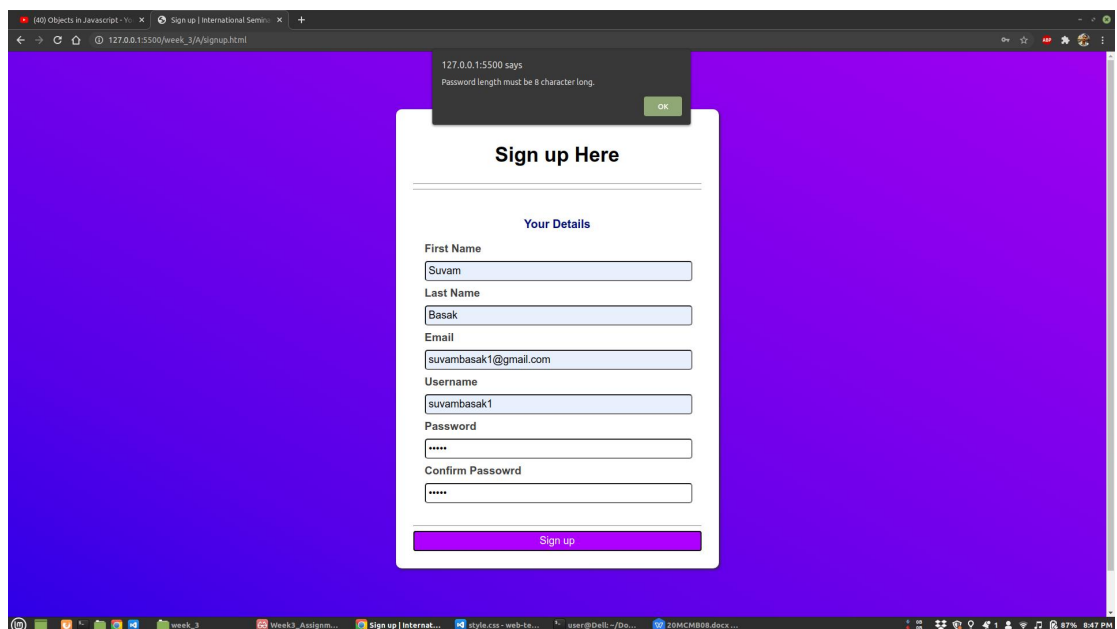 (40) Objects in Javascript - Yo
Sign up | International Semina
127.0.0.1:5500/week_3/A/signup.html
ABP
127.0.0.1:5500 says
Password length must be 8 character long.
OK
Sign up Here
Your Details
First Name
Suvam
Last Name
Basak
Email
suvambasak1@gmail.com
Username
suvambasak1
Password
•••••
Confirm Passowrd
•••••
Sign up
week_3
Week3_Assignm...
Sign up | Internat...
style.css - web-te...
user@Dell: ~/Do...
20MCMB08.docx ...
1
87%
8:47 PM